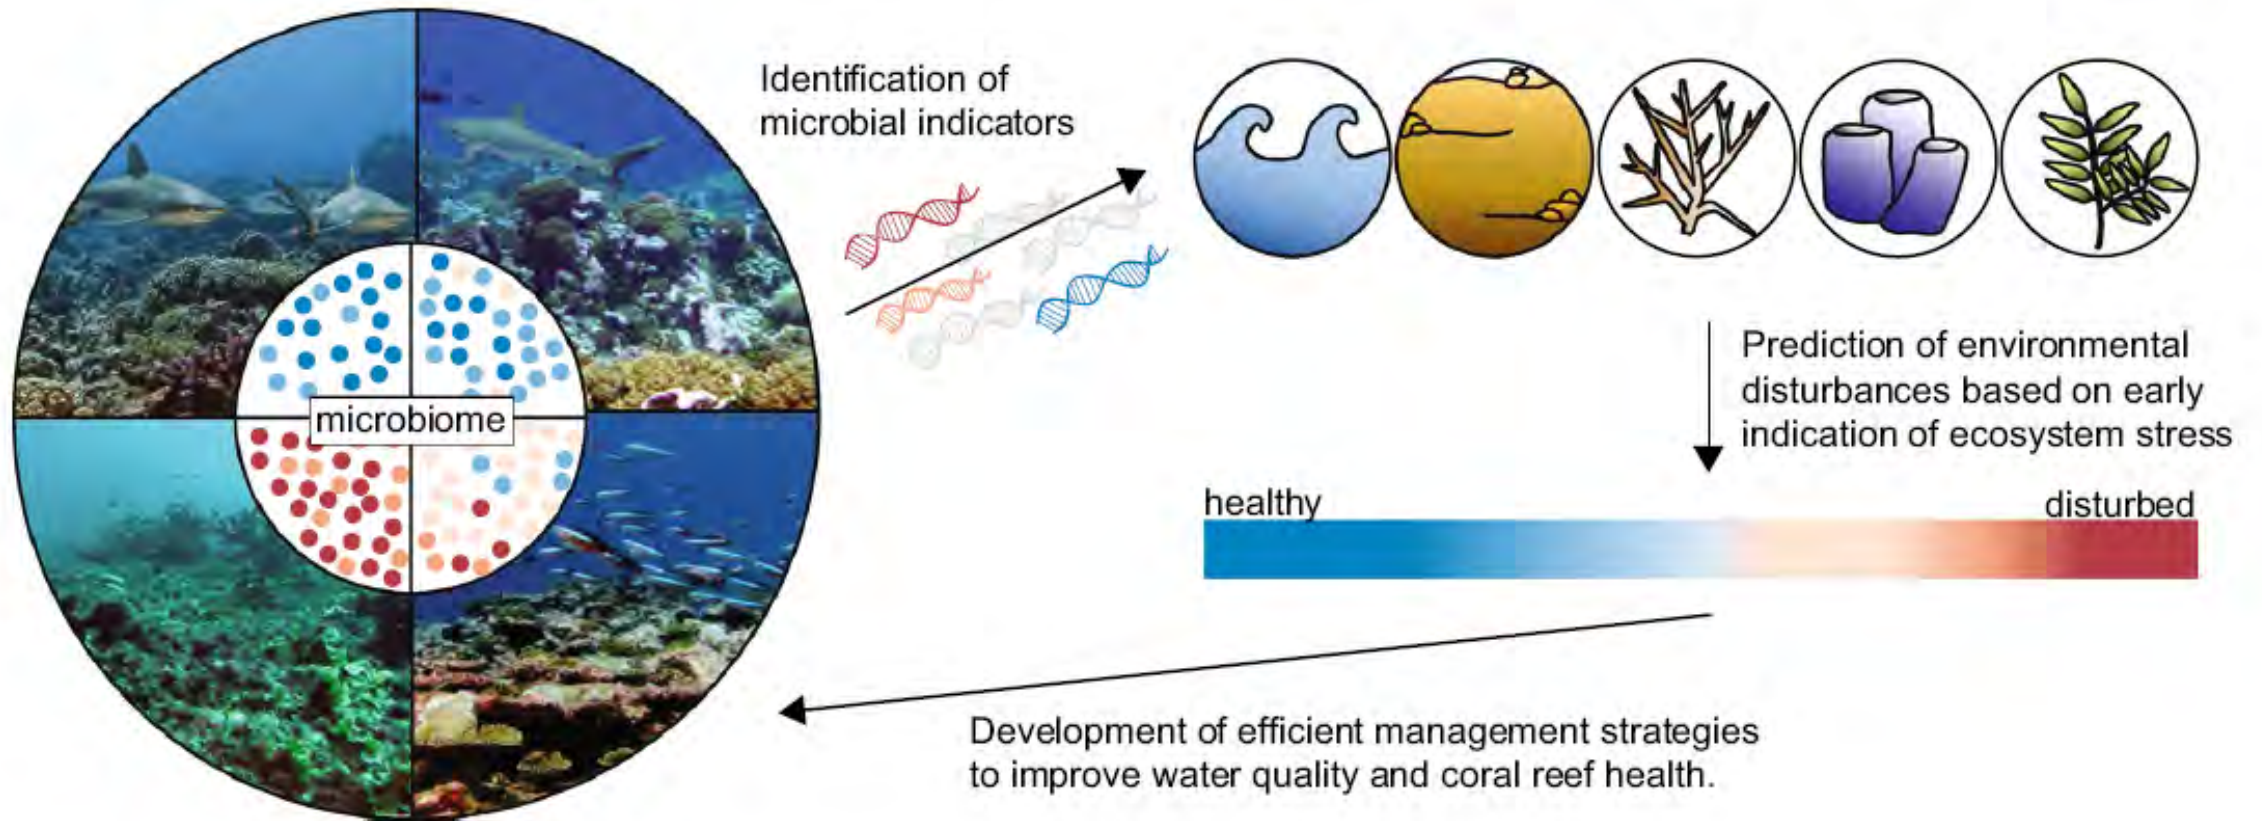 Identification of
microbial indicators
microbiome
Prediction of environmental
disturbances based on early
indication of ecosystem stress
healthy
disturbed
Development of efficient management strategies
to improve water quality and coral reef health.